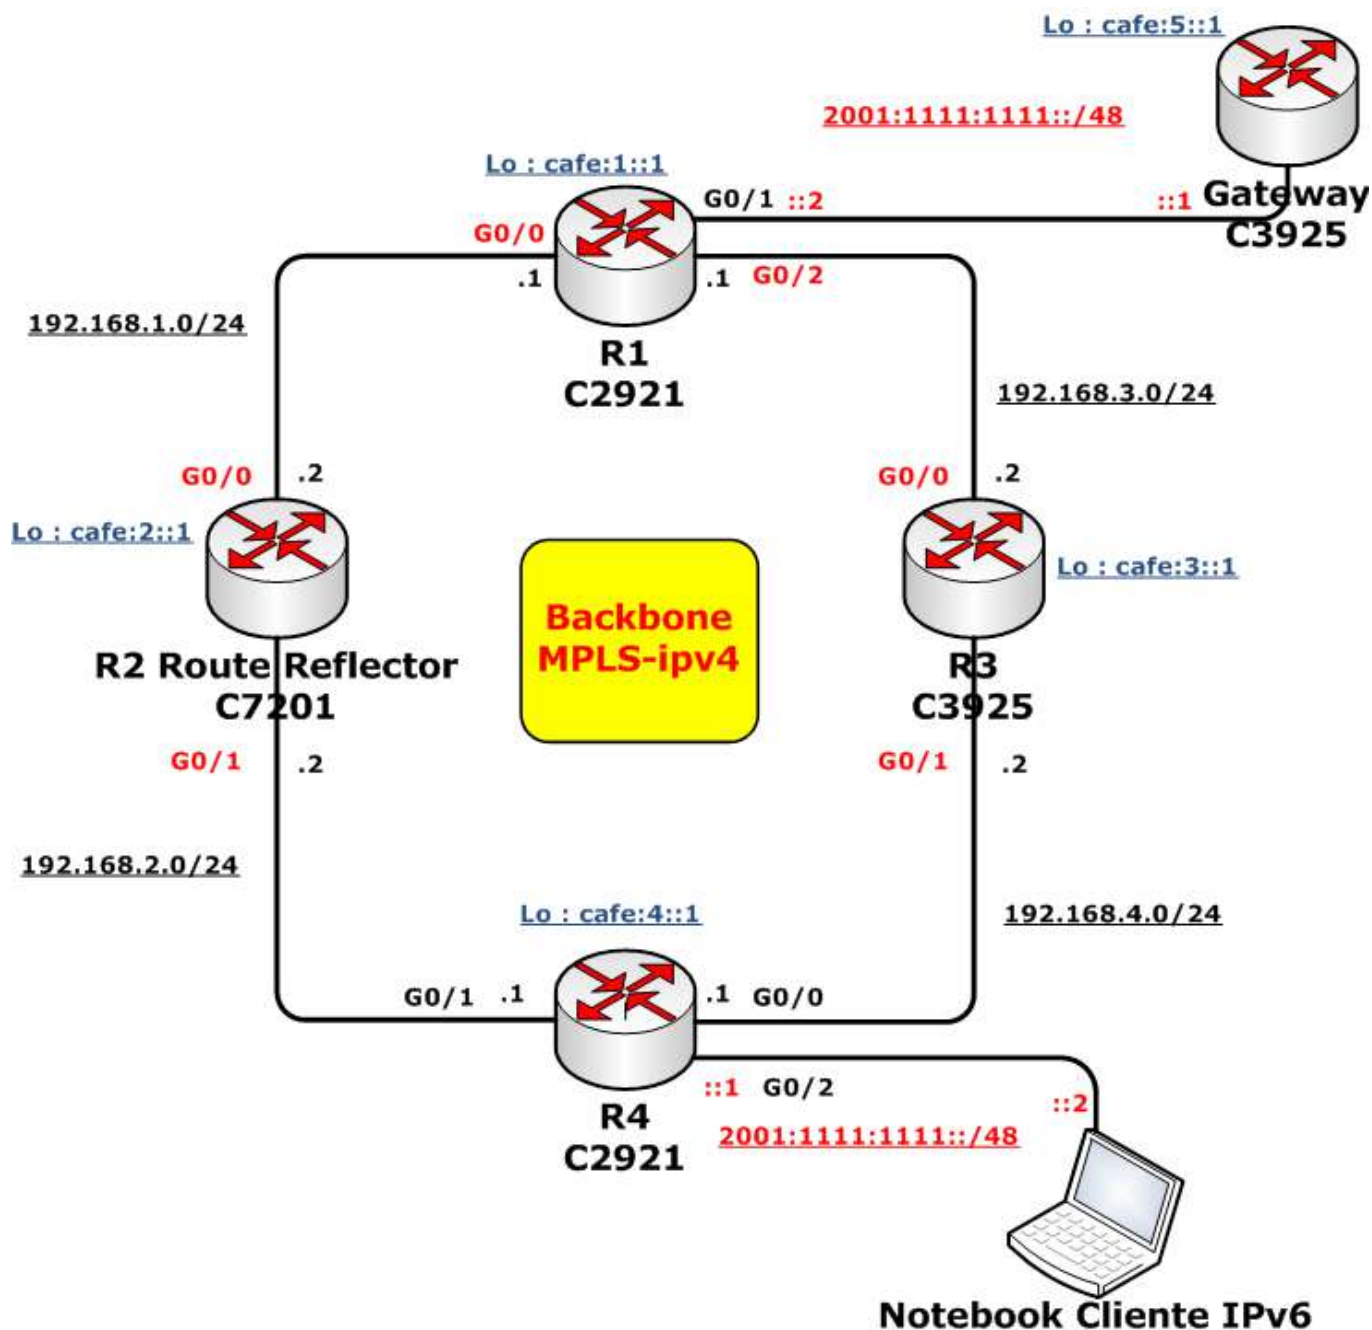 Lo : cafe:5::1
2001:1111:1111::/48
Lo : cafe:1::1
G0/1 ::2
::1 Gateway
C3925
G0/0
.1
.1 G0/2
192.168.1.0/24
R1
C2921
192.168.3.0/24
G0/0 .2
G0/0 .2
Lo : cafe:2::1
Lo : cafe:3::1
Backbone
MPLS-ipv4
R2 Route Reflector
C7201
R3
C3925
G0/1 .2
G0/1 .2
192.168.2.0/24
Lo : cafe:4::1
192.168.4.0/24
G0/1 .1
.1 G0/0
::1 G0/2
::2
R4
C2921
2001:1111:1111::/48
Notebook Cliente IPv6